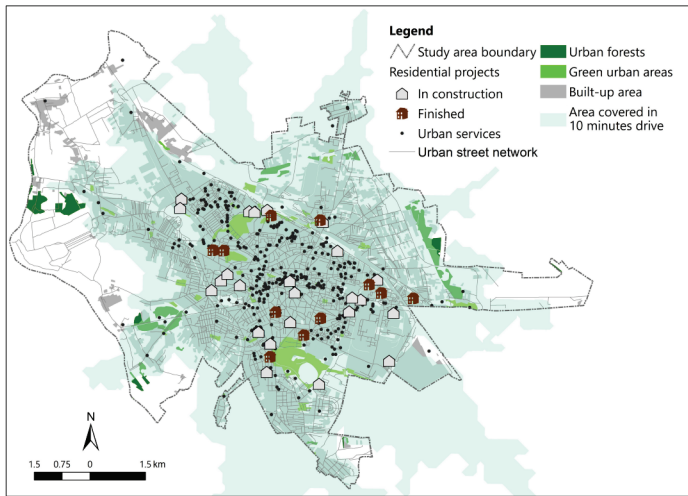 Legend
Study area boundary
Residential projects
In construction
Finished
Urban services
Urban street network
Urban forests
Green urban areas
Built-up area
Area covered in
10 minutes drive
N
1.5 0.75 0 1.5 km